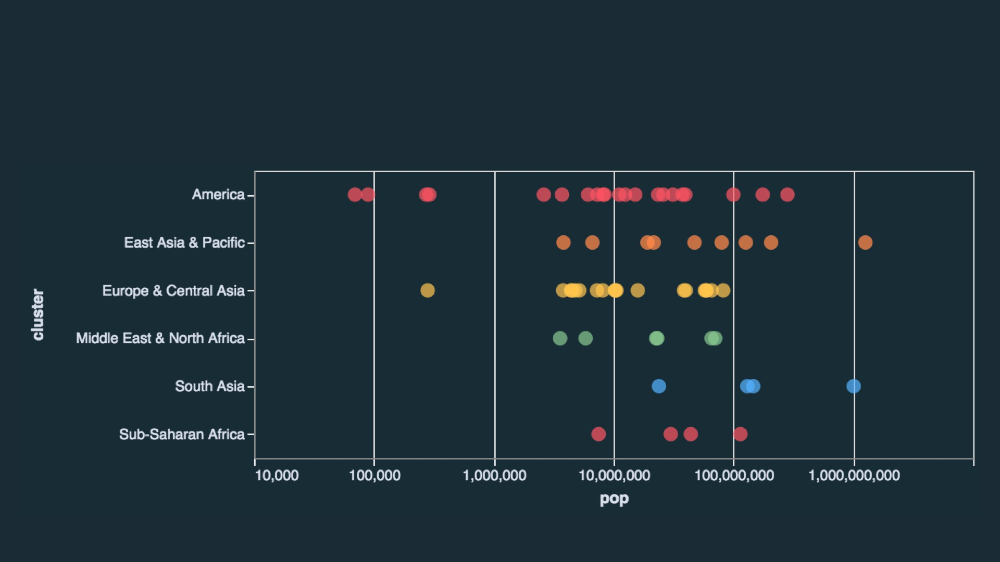 America
East Asia & Pacific
Europe & Central Asia
Middle East & North Africa
South Asia
Sub-Saharan Africa
cluster
10,000 100,000 1,000,000 10,000,000 100,000,000 1,000,000,000
pop